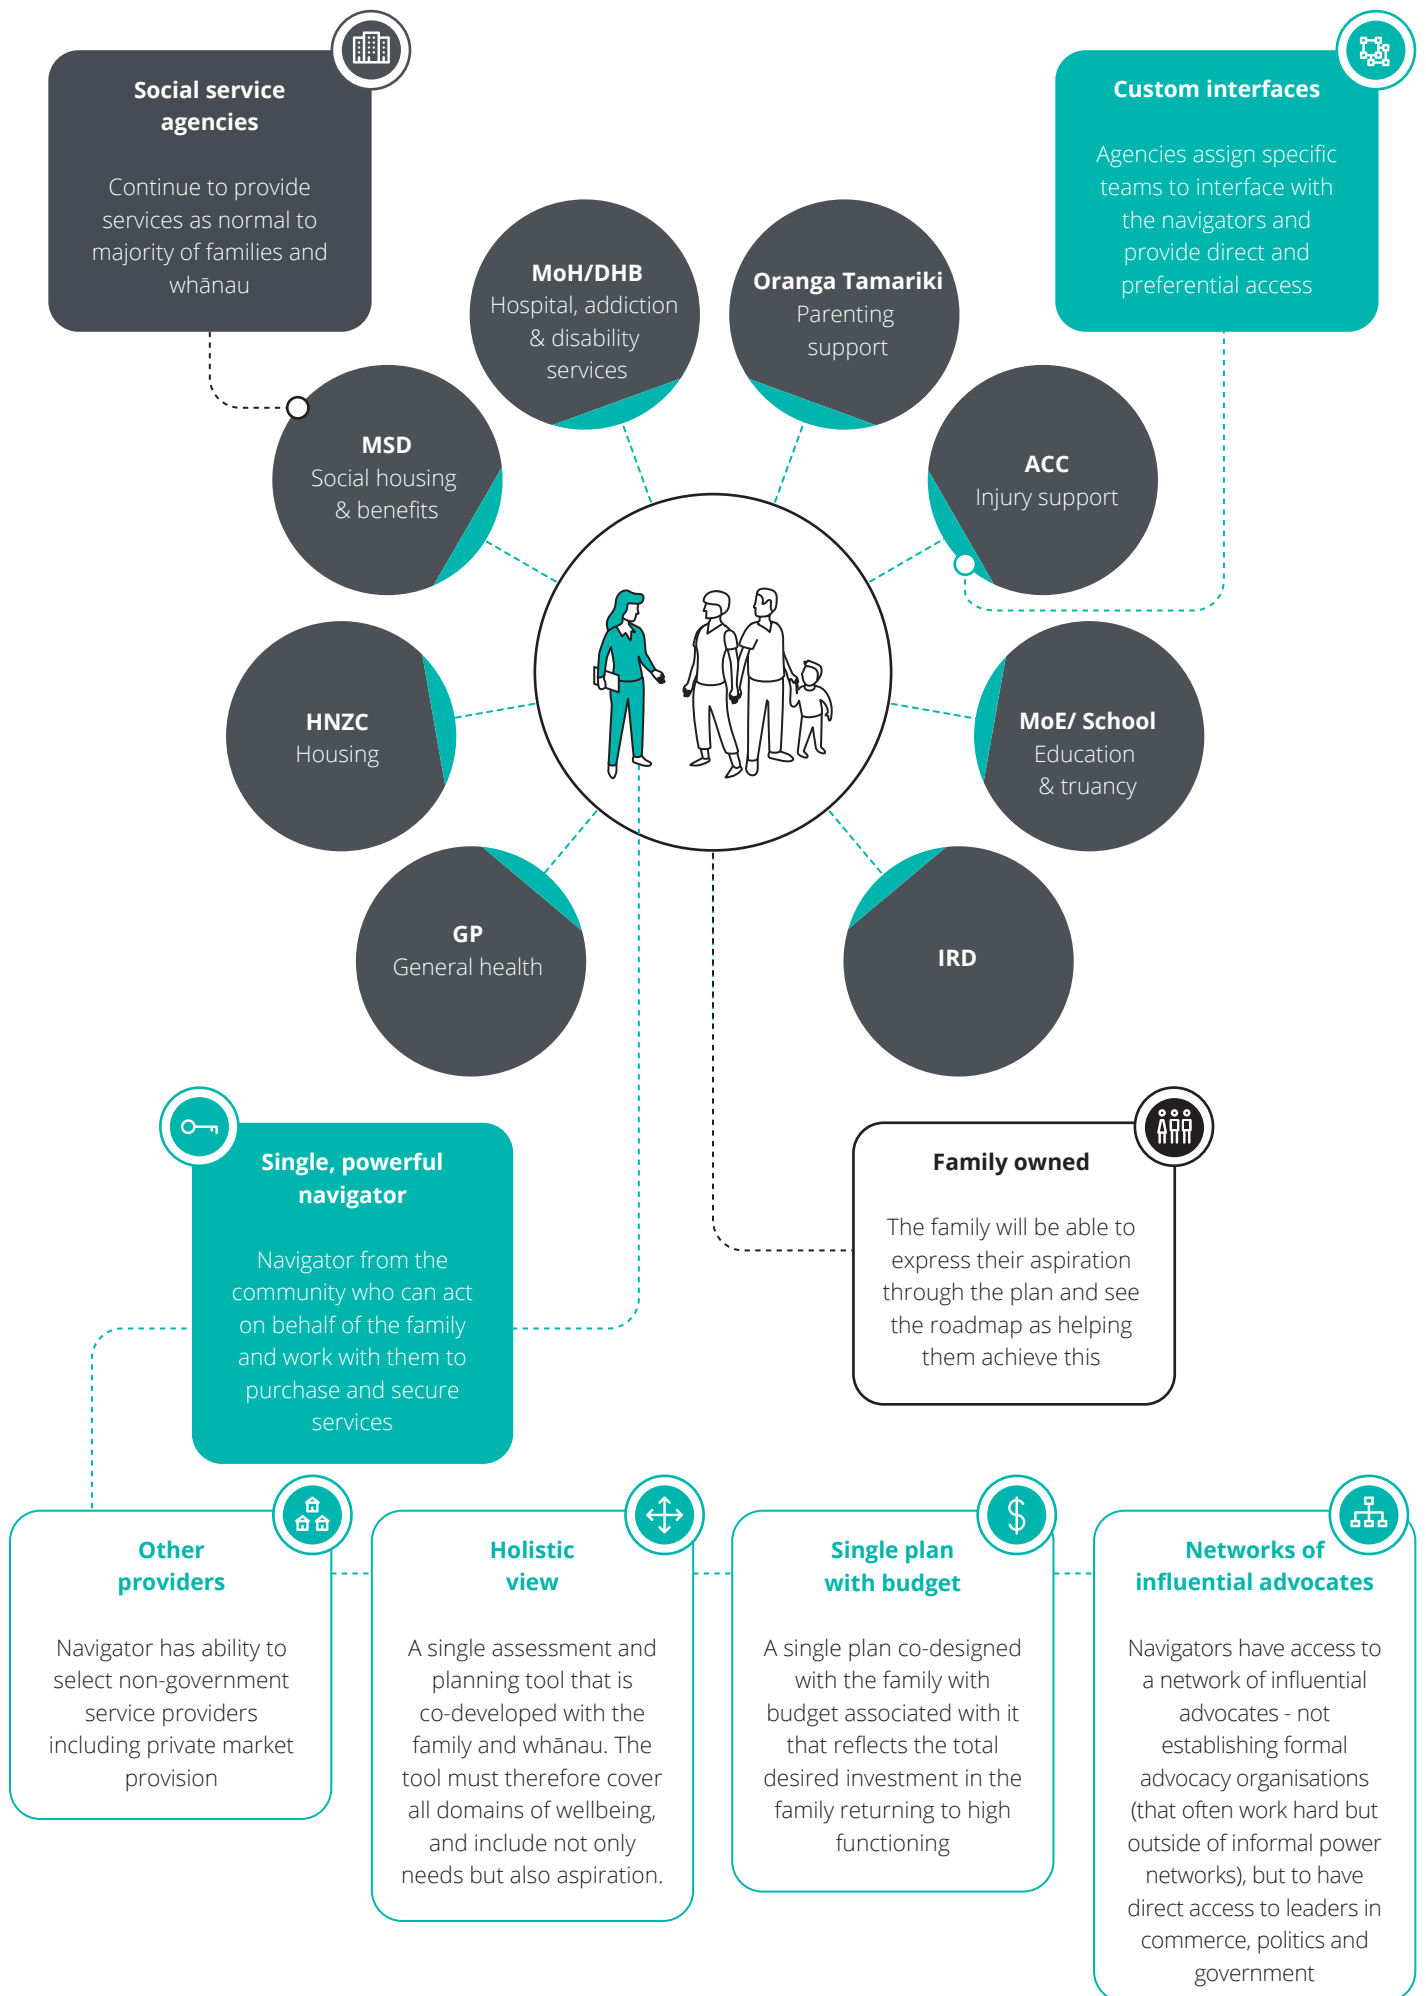 Social service
agencies
Continue to provide
services as normal to
majority of families and
whānau
Custom interfaces
Agencies assign specific
teams to interface with
the navigators and
provide direct and
preferential access
MoH/DHB
Hospital, addiction
& disability
services
Oranga Tamariki
Parenting
support
MSD
Social housing
& benefits
ACC
Injury support
HNZC
Housing
MoE/ School
Education
& truancy
GP
General health
IRD
Single, powerful
navigator
Navigator from the
community who can act
on behalf of the family
and work with them to
purchase and secure
services
Family owned
The family will be able to
express their aspiration
through the plan and see
the roadmap as helping
them achieve this
Other
providers
Navigator has ability to
select non-government
service providers
including private market
provision
Holistic
view
A single assessment and
planning tool that is
co-developed with the
family and whānau. The
tool must therefore cover
all domains of wellbeing,
and include not only
needs but also aspiration.
Single plan
with budget
A single plan co-designed
with the family with
budget associated with it
that reflects the total
desired investment in the
family returning to high
functioning
Networks of
influential advocates
Navigators have access to
a network of influential
advocates - not
establishing formal
advocacy organisations
(that often work hard but
outside of informal power
networks), but to have
direct access to leaders in
commerce, politics and
government